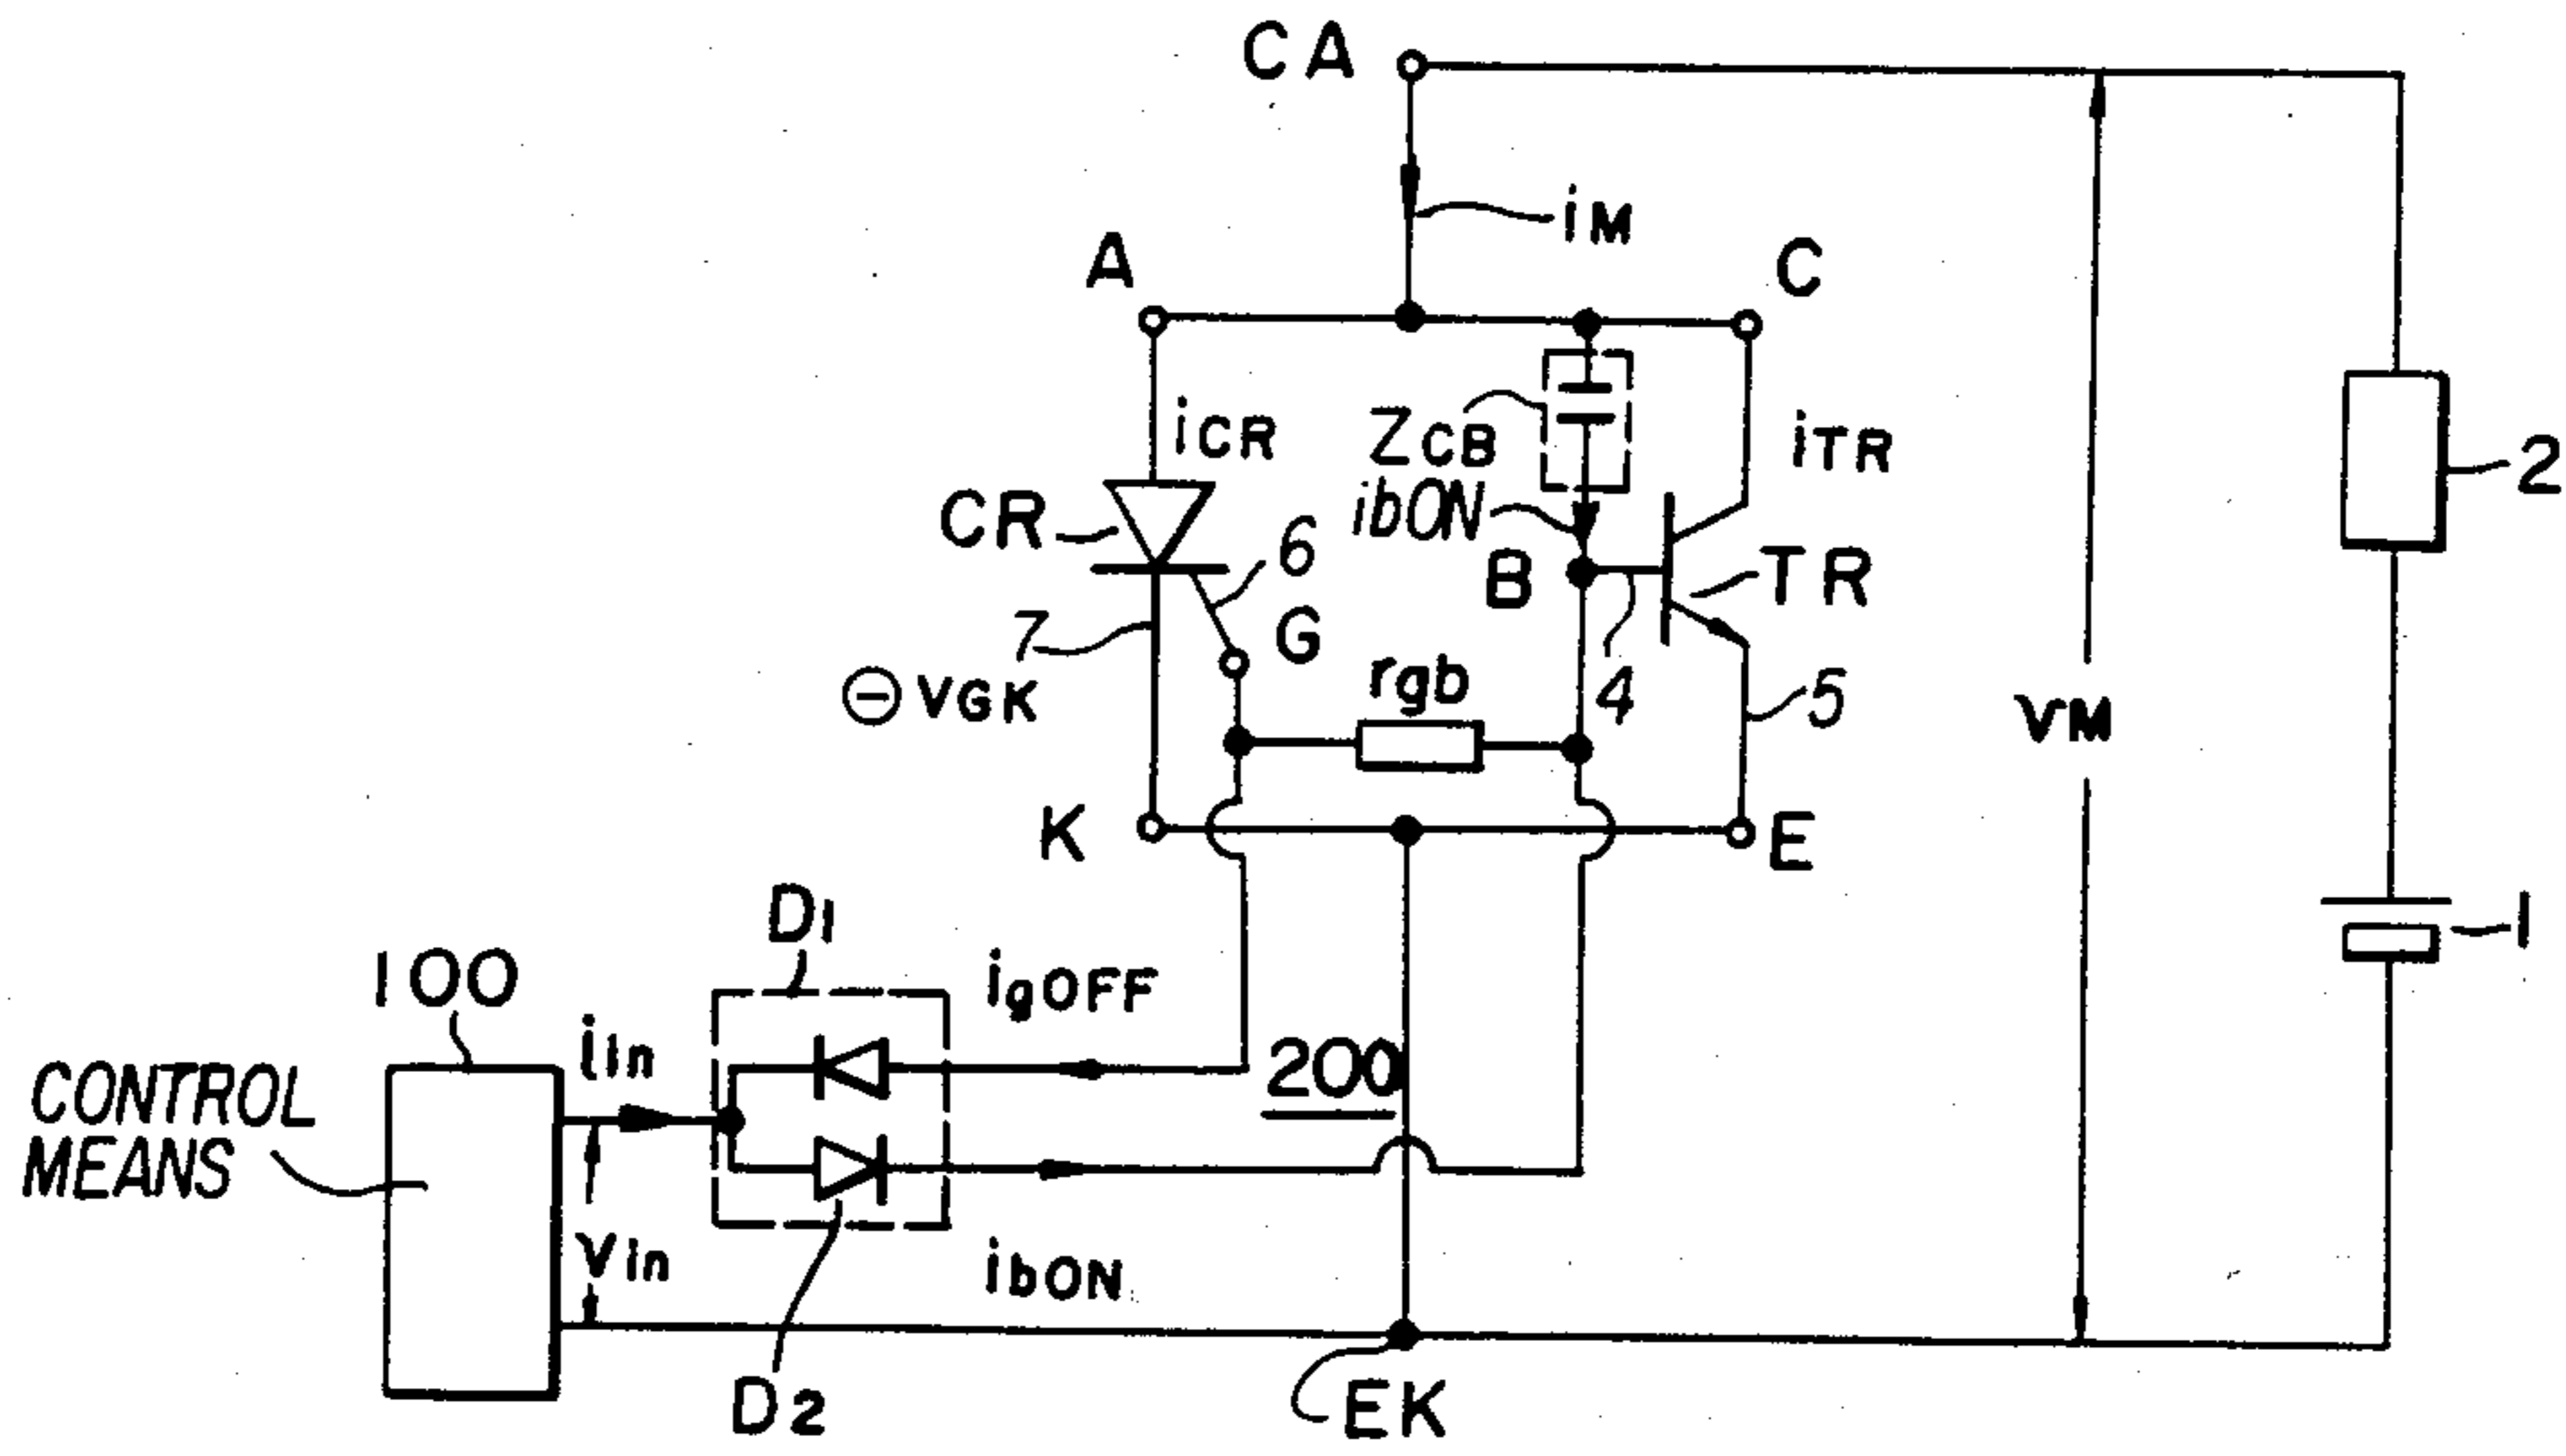 CA
iM
A
C
iCR
ZCB
iTR
CR
6
ibON
2
B
TR
7
G
⊖ VGK
rgb
4
5
VM
K
E
D1
1
100
igOFF
iIn
200
CONTROL
MEANS
VIn
ibON
D2
EK